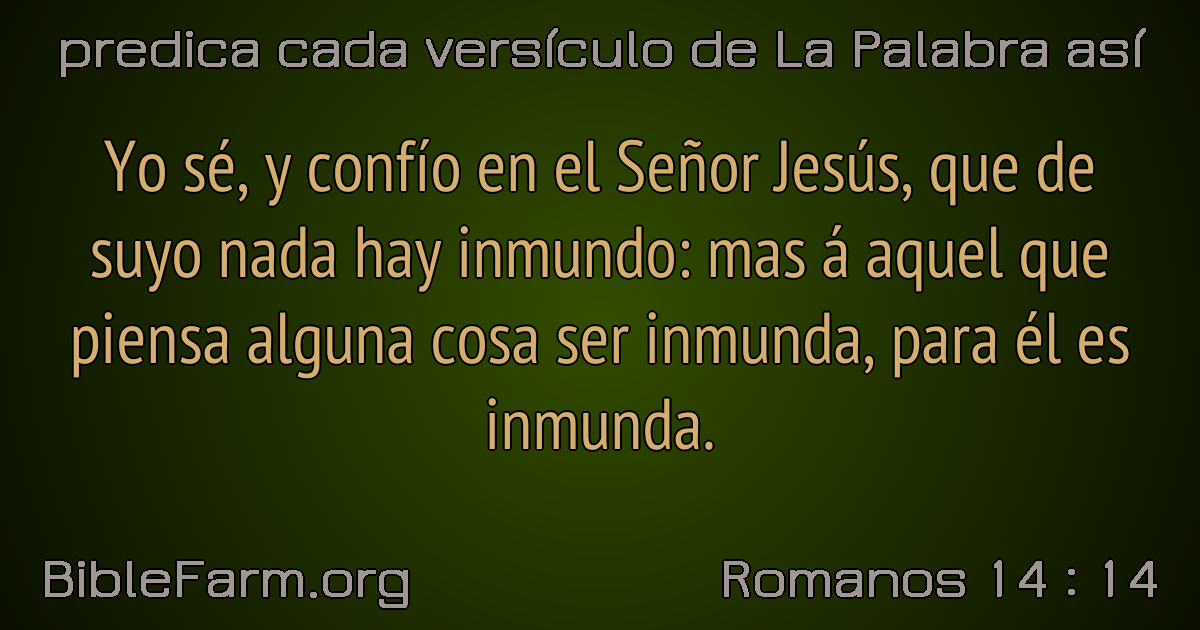 predica cada versículo de La Palabra así
Yo sé, y confío en el Señor Jesús, que de
suyo nada hay inmundo: mas á aquel que
piensa alguna cosa ser inmunda, para él es
inmunda.
BibleFarm.org
Romanos 14 : 14